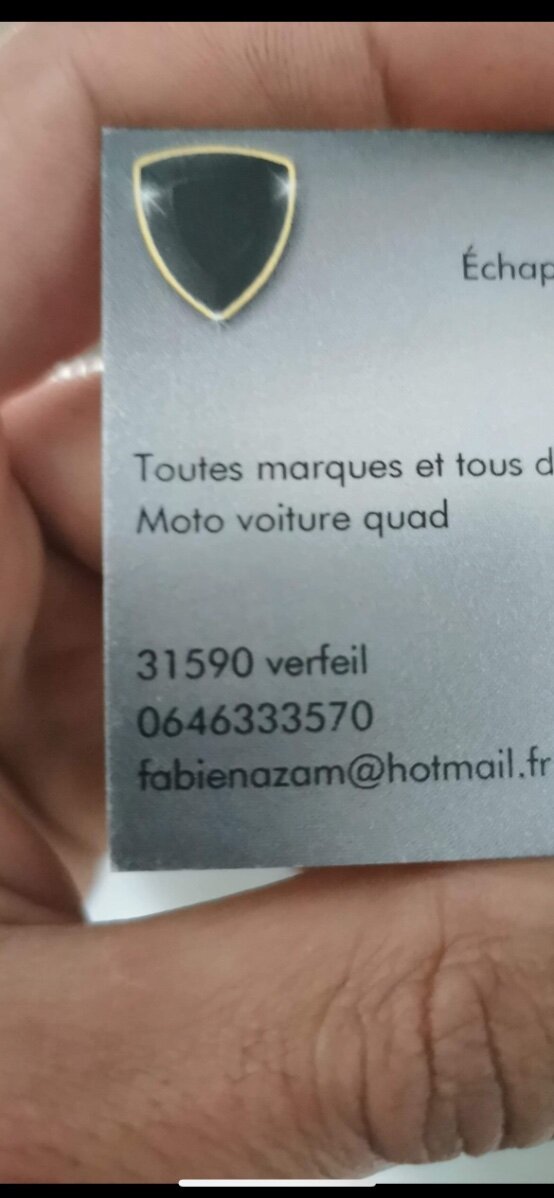 Échap
Toutes marques et tous d
Moto voiture quad
31590 verfeil
0646333570
fabienazam@hotmail.fr